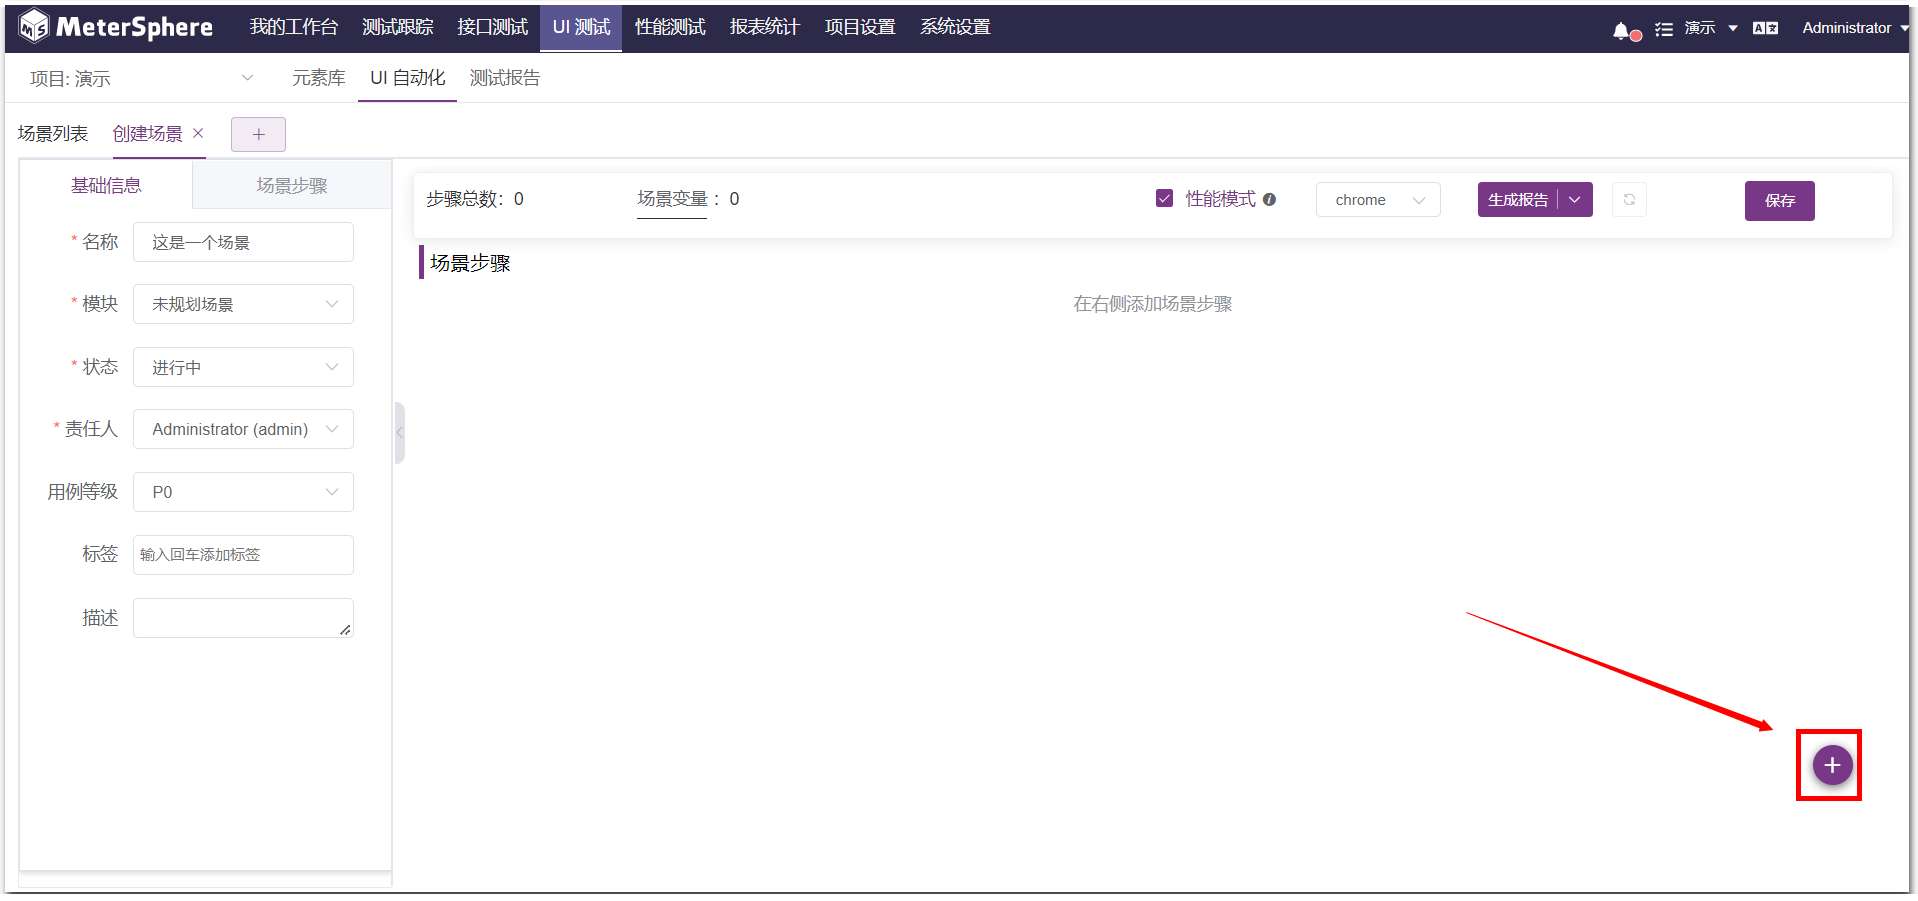 MeterSphere 我的工作台 测试跟踪 接口测试 UI 测试 性能测试 报表统计 项目设置 系统设置 演示 Administrator
项目: 演示 元素库 UI 自动化 测试报告
场景列表 创建场景
基础信息 场景步骤
* 名称 这是一个场景
* 模块 未规划场景
* 状态 进行中
* 责任人 Administrator (admin)
用例等级 P0
标签 输入回车添加标签
描述
步骤总数: 0 场景变量 : 0 性能模式 chrome 生成报告 保存
场景步骤
在右侧添加场景步骤